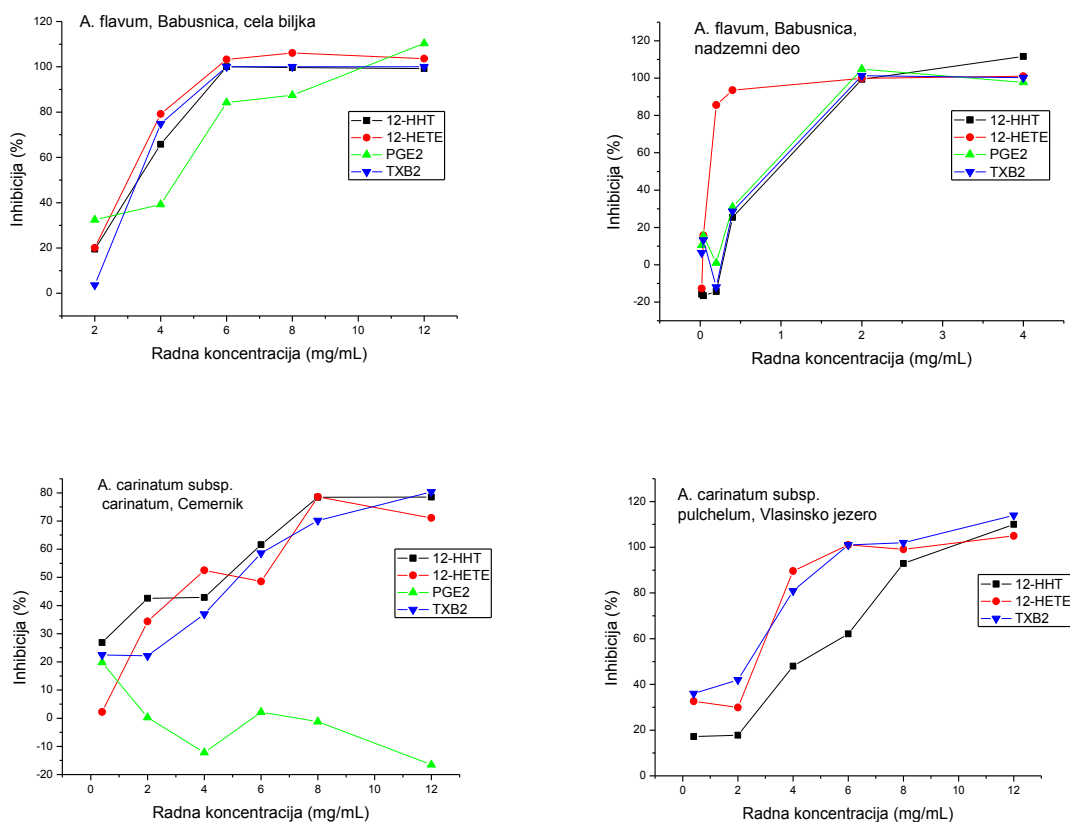 A. flavum, Babusnica, cela biljka
120
100
80
60
40
20
0
Inhibicija (%)
12-HHT
12-HETE
PGE2
TXB2
2 4 6 8 10 12
Radna koncentracija (mg/mL)
A. flavum, Babusnica,
nadzemni deo
120
100
80
60
40
20
0
-20
Inhibicija (%)
12-HHT
12-HETE
PGE2
TXB2
0 1 2 3 4
Radna koncentracija (mg/mL)
A. carinatum subsp.
carinatum, Cemernik
80
70
60
50
40
30
20
10
0
-10
-20
Inhibicija (%)
12-HHT
12-HETE
PGE2
TXB2
0 2 4 6 8 10 12
Radna koncentracija (mg/mL)
A. carinatum subsp.
pulchelum, Vlasinsko jezero
120
100
80
60
40
20
0
Inhibicija (%)
12-HHT
12-HETE
TXB2
0 2 4 6 8 10 12
Radna koncentracija (mg/mL)